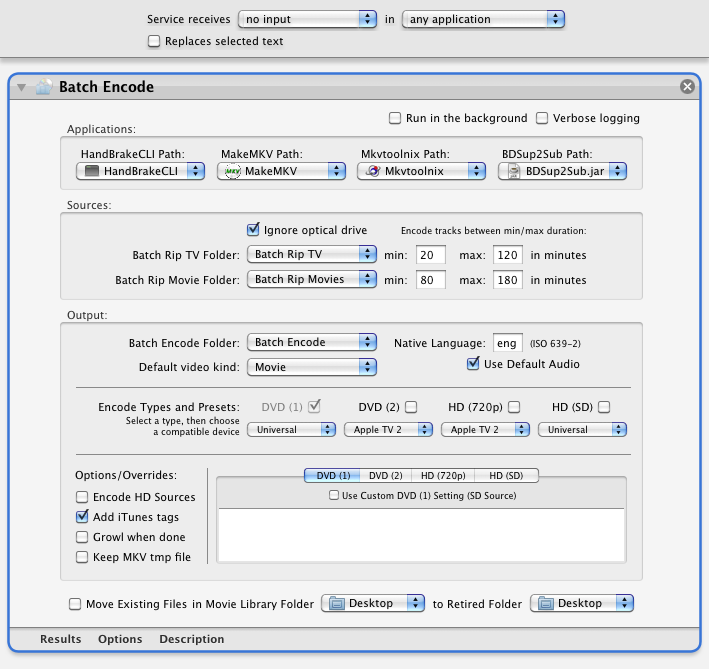 Service receives no input in any application
Replaces selected text
Batch Encode
Run in the background Verbose logging
Applications:
HandBrakeCLI Path: MakeMKV Path: Mkvtoolnix Path: BDSup2Sub Path:
HandBrakeCLI MKV MakeMKV Mkvtoolnix BDSup2Sub.jar
Sources:
Ignore optical drive Encode tracks between min/max duration:
Batch Rip TV Folder: Batch Rip TV min: 20 max: 120 in minutes
Batch Rip Movie Folder: Batch Rip Movies min: 80 max: 180 in minutes
Output:
Batch Encode Folder: Batch Encode Native Language: eng (ISO 639-2)
Default video kind: Movie Use Default Audio
Encode Types and Presets: DVD (1) DVD (2) HD (720p) HD (SD)
Select a type, then choose
a compatible device Universal Apple TV 2 Apple TV 2 Universal
Options/Overrides: DVD (1) DVD (2) HD (720p) HD (SD)
Encode HD Sources Use Custom DVD (1) Setting (SD Source)
Add iTunes tags
Growl when done
Keep MKV tmp file
Move Existing Files in Movie Library Folder Desktop to Retired Folder Desktop
Results Options Description